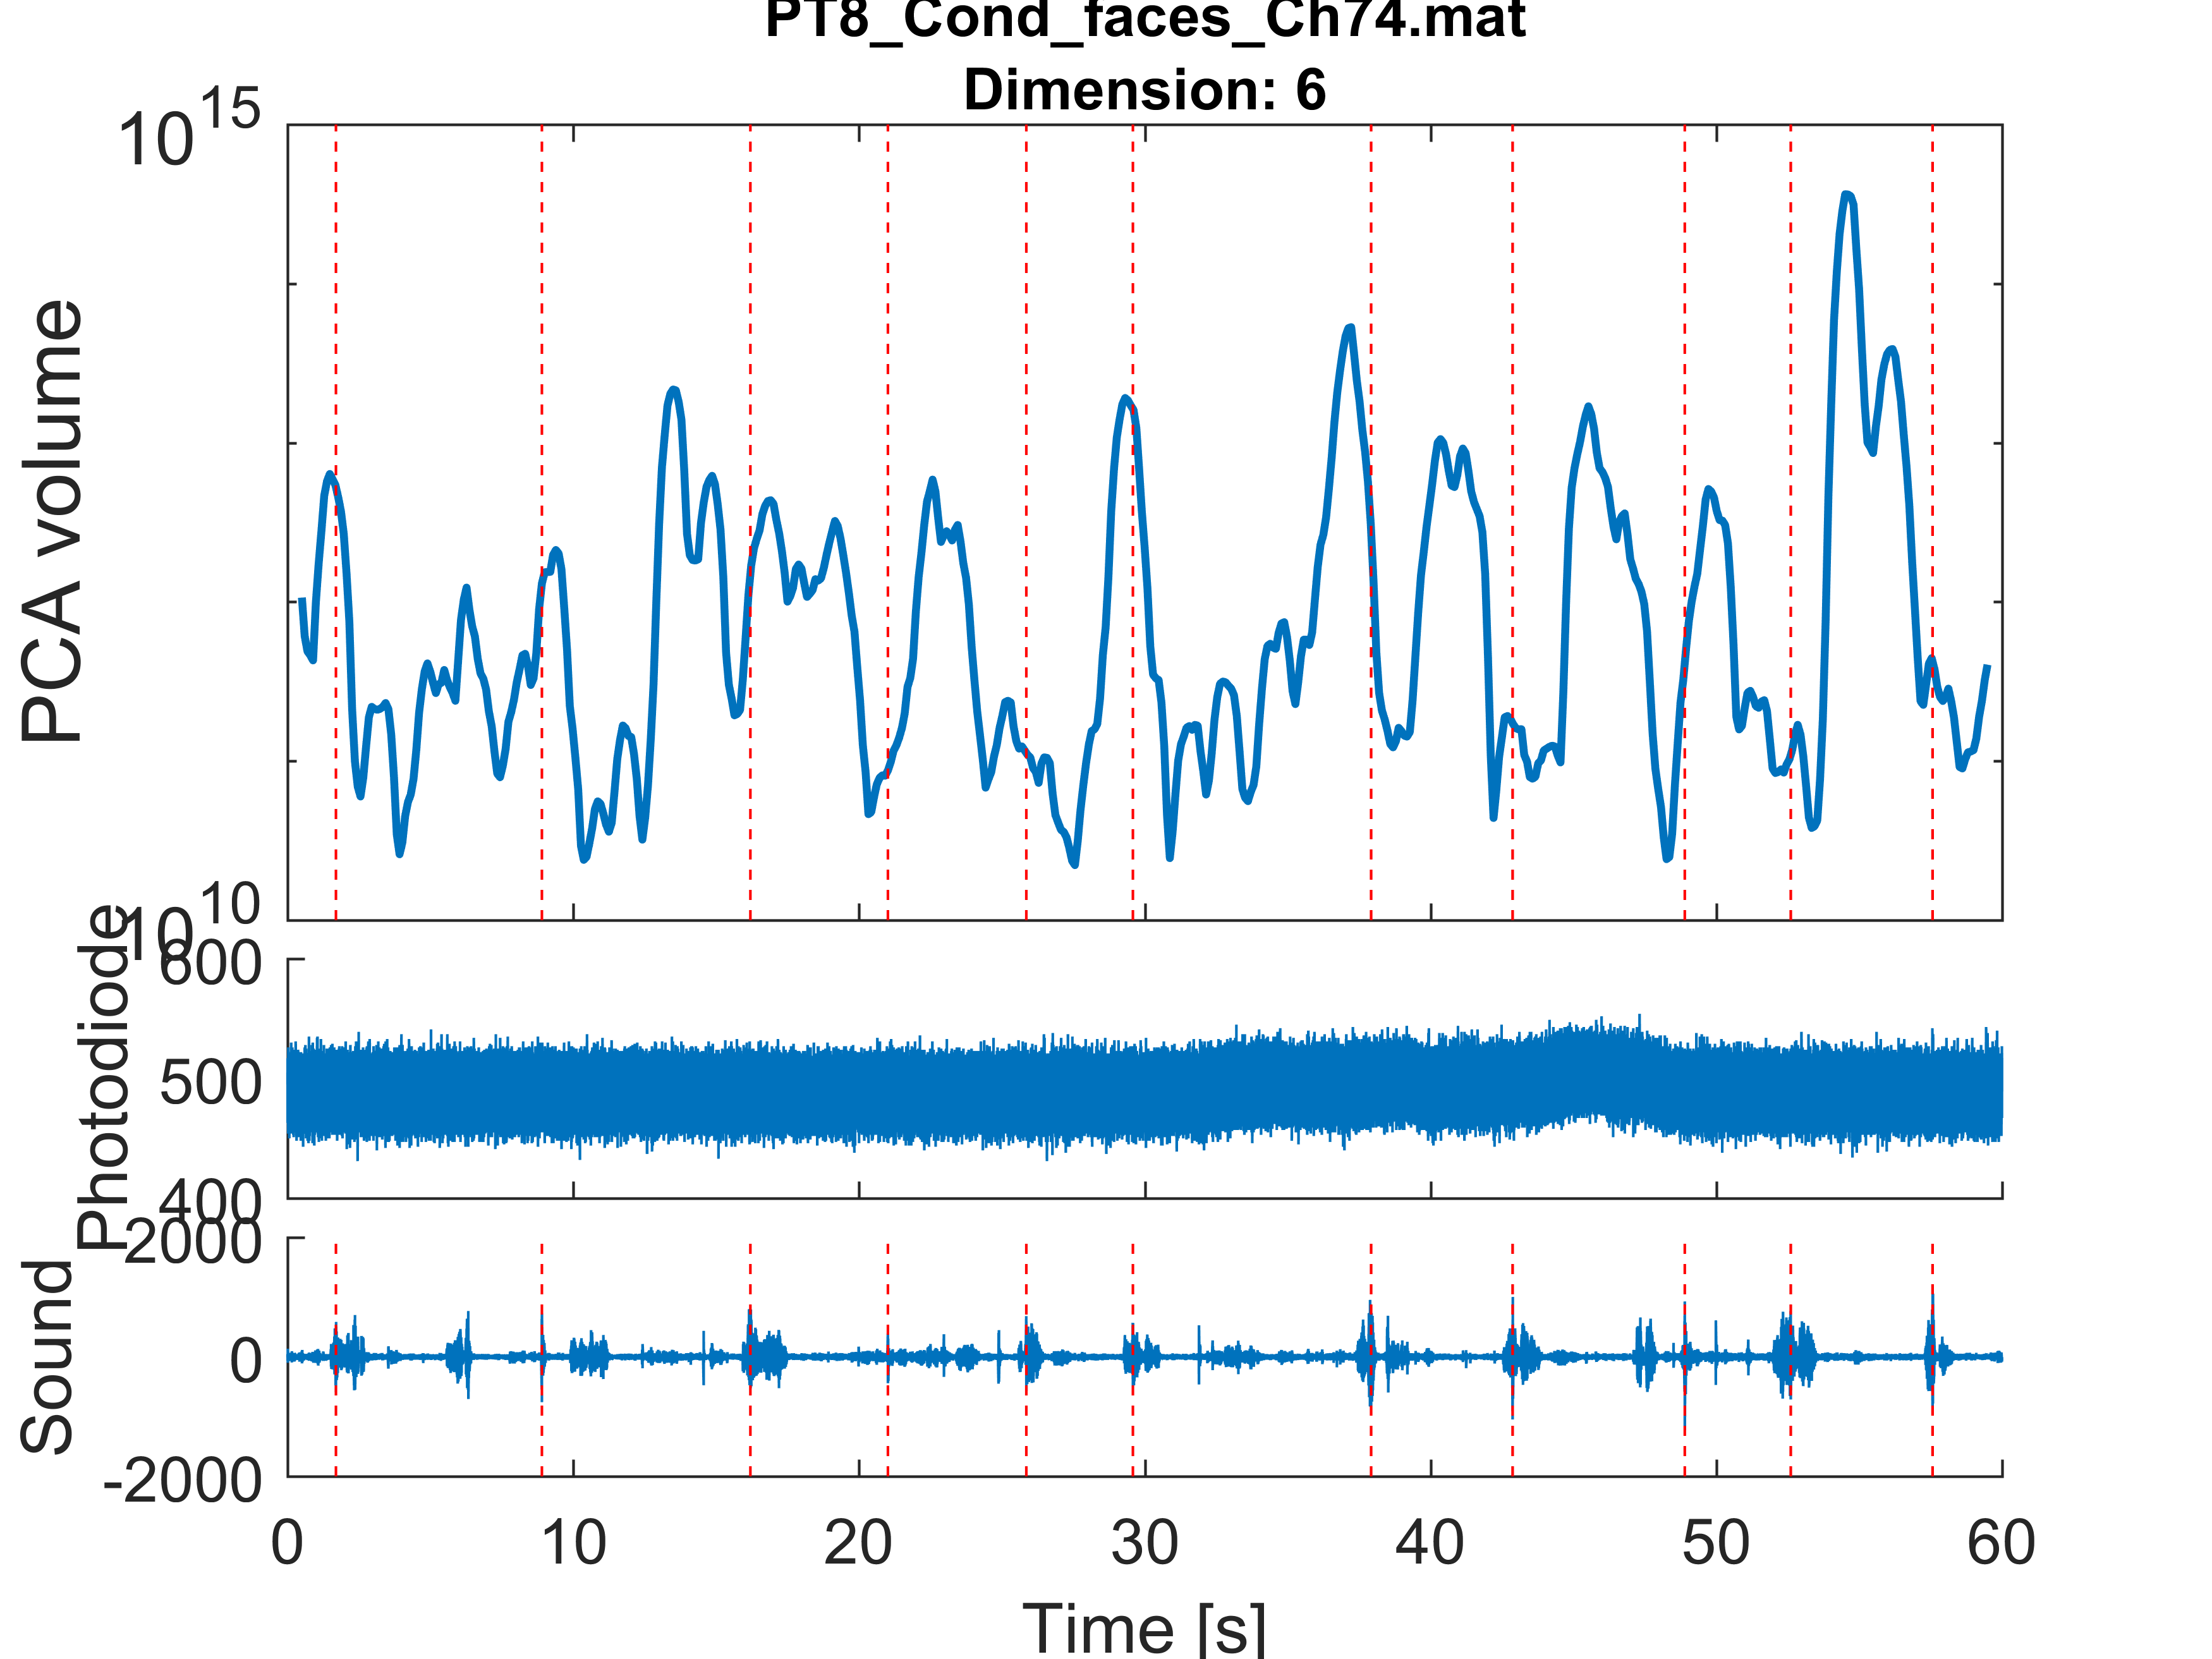 PT8_Cond_faces_Ch74.mat
Dimension: 6
10^15
PCA volume
10^10
600
Photodiode
500
400
2000
Sound
0
-2000
0 10 20 30 40 50 60
Time [s]